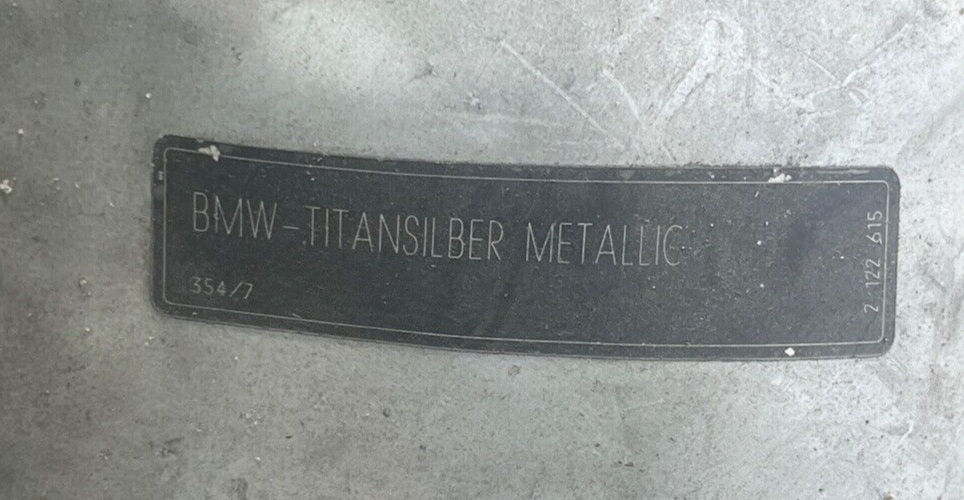 BMW-TITANSILBER METALLIC
354/7
2 122 615